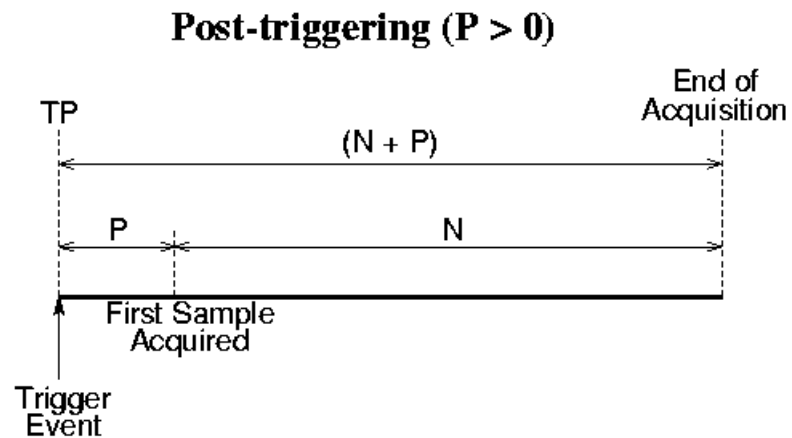 Post-triggering (P > 0)
End of
Acquisition
TP
(N + P)
P
N
First Sample
Acquired
Trigger
Event